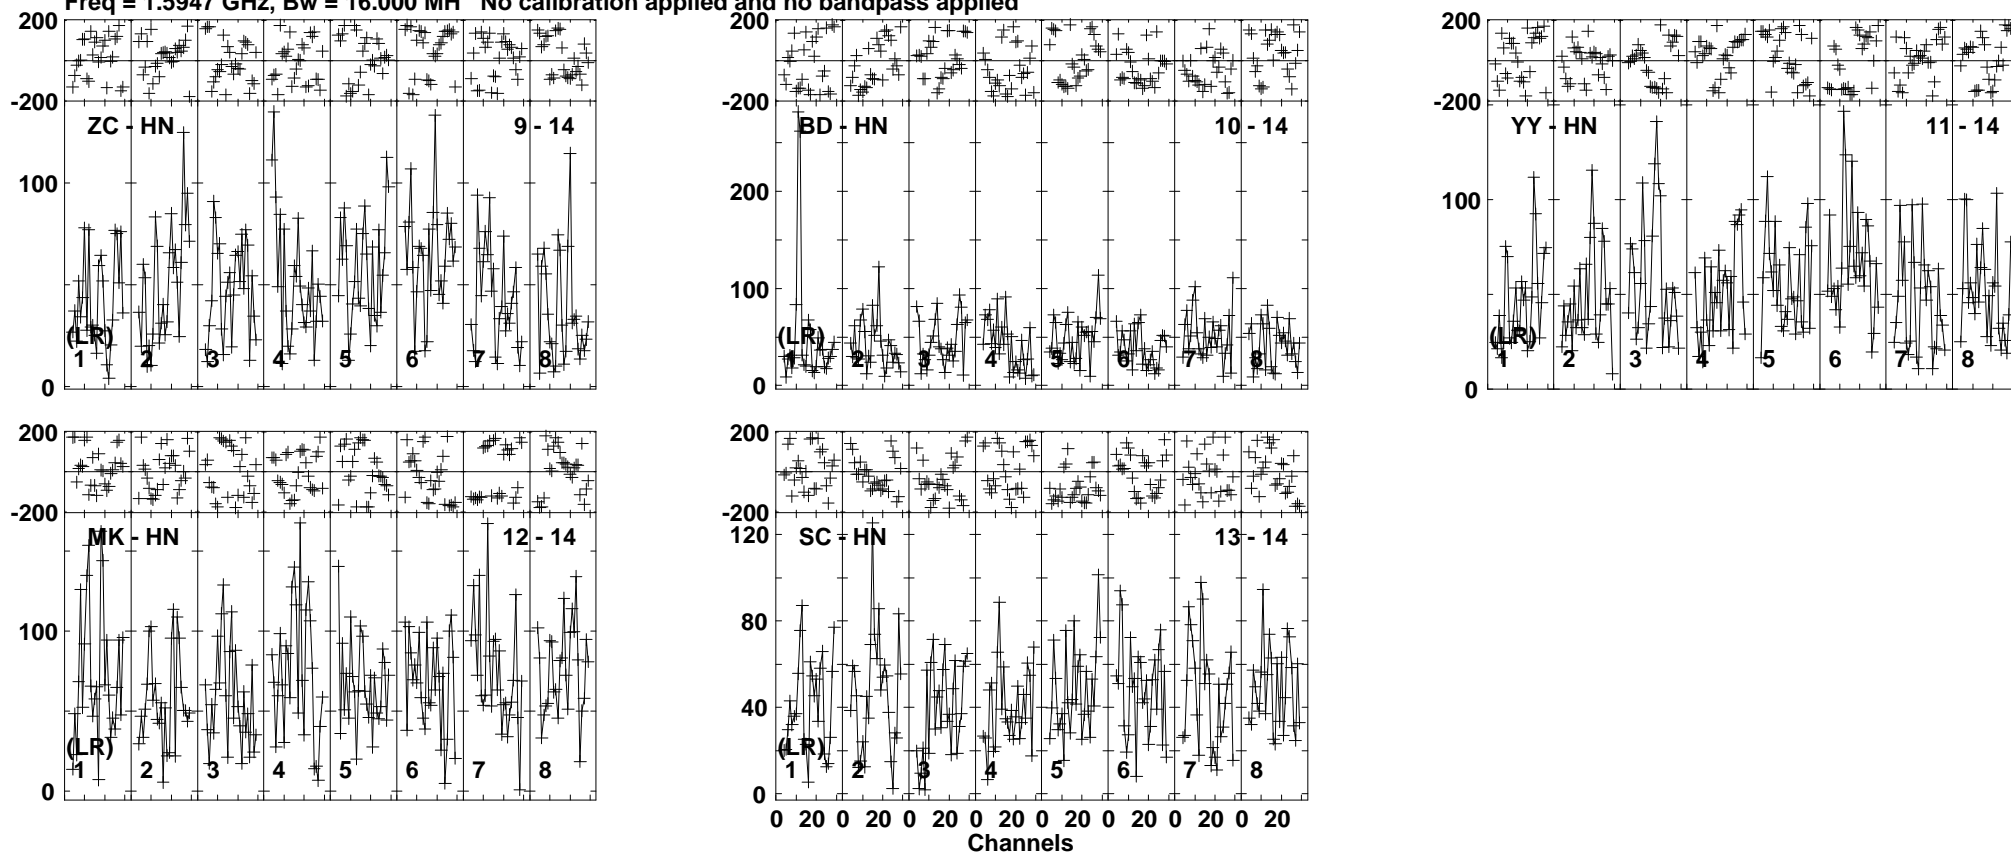 Freq = 1.5947 GHz, Bw = 16.000 MH No calibration applied and no bandpass applied
200 200 200
-200 -200 -200
ZC - HN 9 - 14 BD - HN 10 - 14 YY - HN 11 - 14
100 200 100
100
(LR) (LR) (LR)
1 2 3 4 5 6 7 8 1 2 3 4 5 6 7 8 1 2 3 4 5 6 7 8
0 0 0
200 200
-200 -200
MK - HN 12 - 14 SC - HN 13 - 14
120
100 80
40
(LR) (LR)
1 2 3 4 5 6 7 8 1 2 3 4 5 6 7 8
0 0
0 20 0 20 0 20 0 20 0 20 0 20 0 20 0 20
Channels